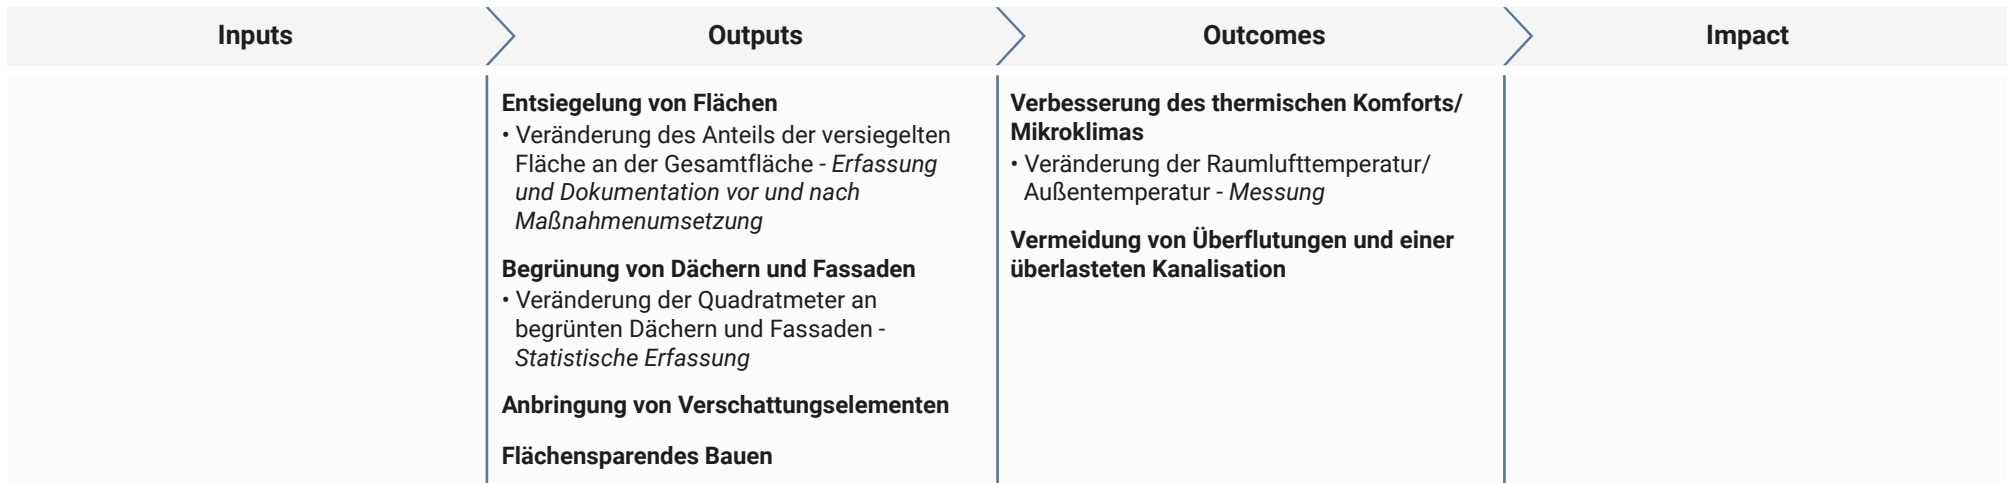 Inputs
Outputs
Outcomes
Impact
Entsiegelung von Flächen
• Veränderung des Anteils der versiegelten
Fläche an der Gesamtfläche - Erfassung
und Dokumentation vor und nach
Maßnahmenumsetzung
Begrünung von Dächern und Fassaden
• Veränderung der Quadratmeter an
begrünten Dächern und Fassaden -
Statistische Erfassung
Anbringung von Verschattungselementen
Flächensparendes Bauen
Verbesserung des thermischen Komforts/
Mikroklimas
• Veränderung der Raumlufttemperatur/
Außentemperatur - Messung
Vermeidung von Überflutungen und einer
überlasteten Kanalisation